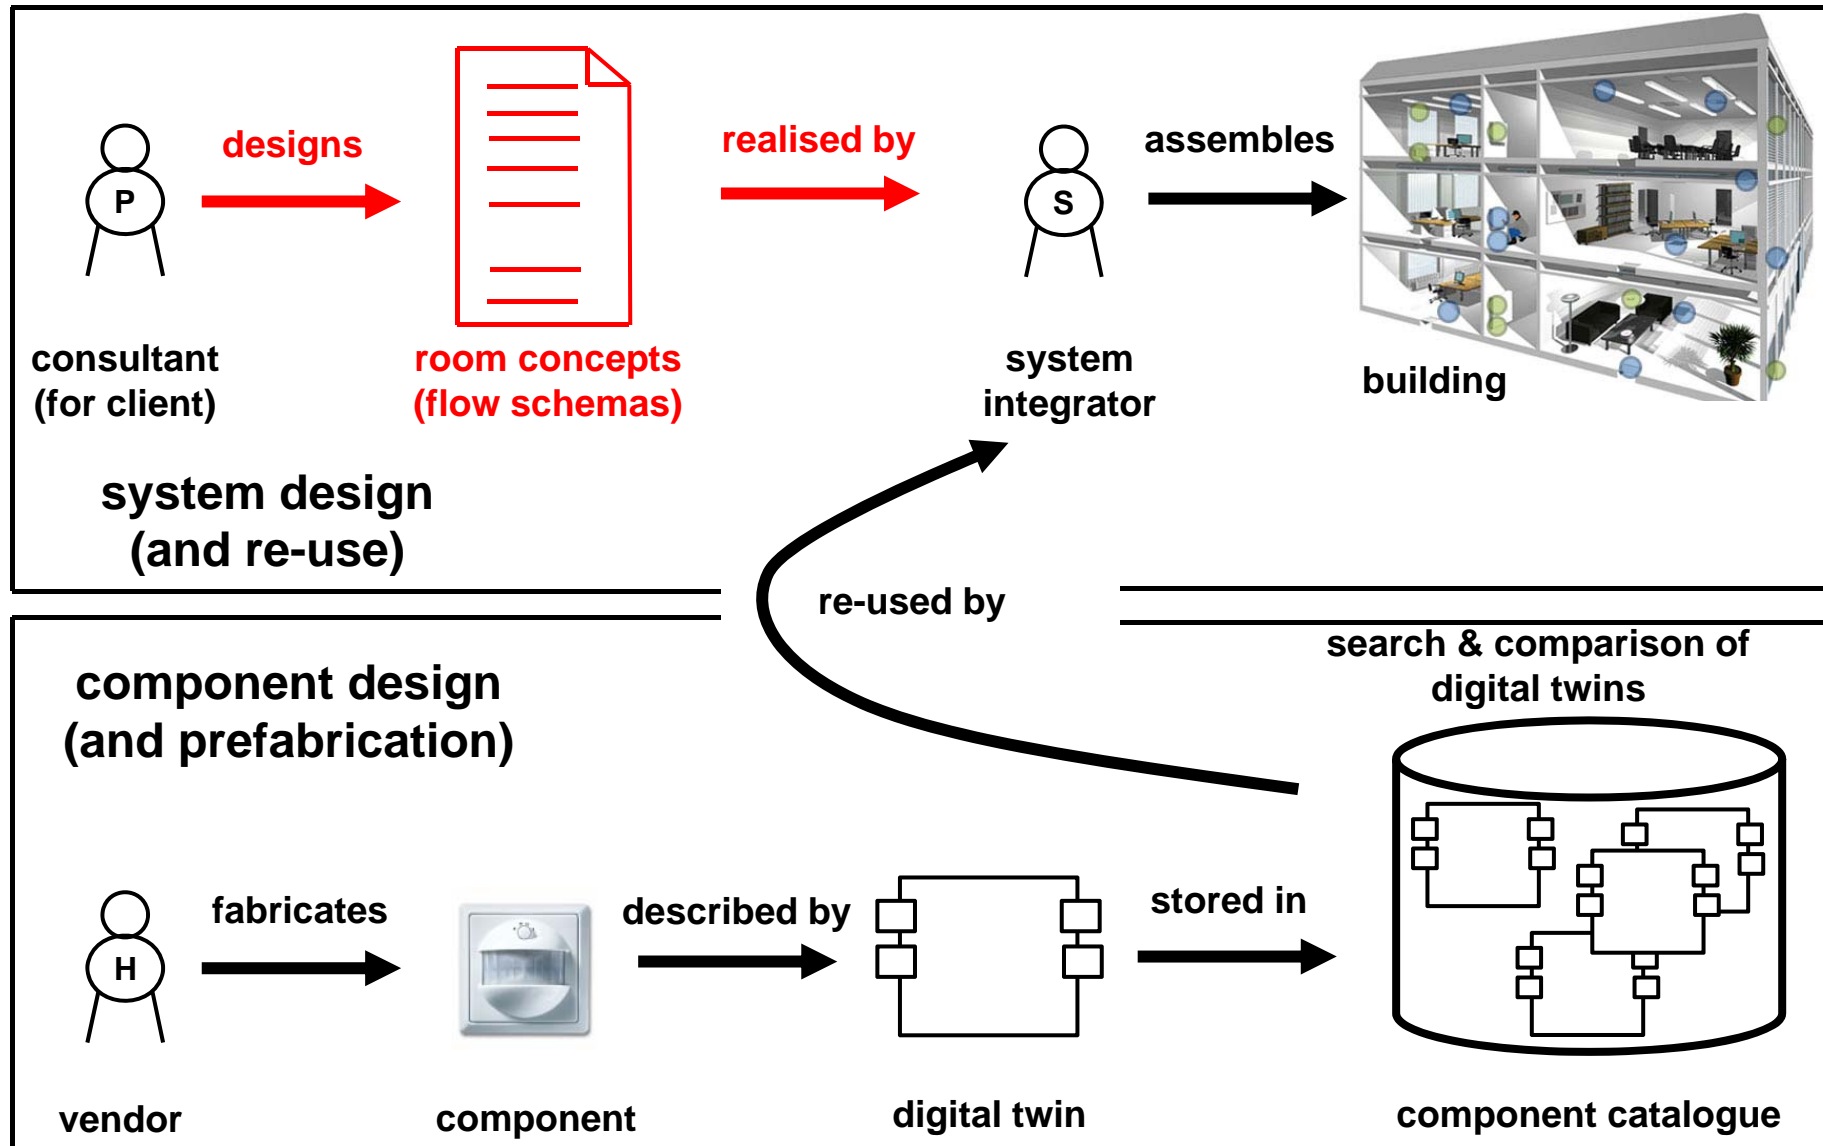 designs
realised by
assembles
P
S
consultant
(for client)
room concepts
(flow schemas)
system
integrator
building
system design
(and re-use)
re-used by
component design
(and prefabrication)
search & comparison of
digital twins
fabricates
described by
stored in
H
vendor
component
digital twin
component catalogue